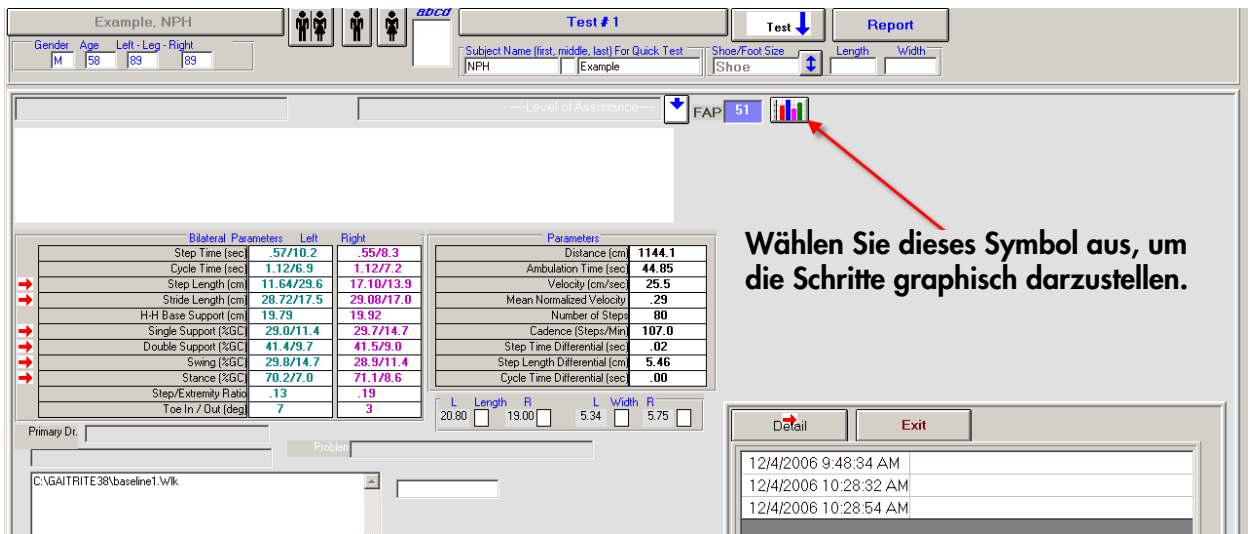 Example, NPH
abcd
Test # 1
Test
Report
Gender Age Left - Leg - Right
M 58 89 89
Subject Name (first, middle, last) For Quick Test
NPH Example
Shoe/Foot Size
Shoe
Length Width
—Level of Assistance—
FAP 51
Wählen Sie dieses Symbol aus, um
die Schritte graphisch darzustellen.
Bilateral Parameters Left Right
Step Time (sec) .57/10.2 .55/8.3
Cycle Time (sec) 1.12/6.9 1.12/7.2
Step Length (cm) 11.64/29.6 17.10/13.9
Stride Length (cm) 28.72/17.5 29.08/17.0
H-H Base Support (cm) 19.79 19.92
Single Support (%GC) 29.0/11.4 29.7/14.7
Double Support (%GC) 41.4/9.7 41.5/9.0
Swing (%GC) 29.8/14.7 28.9/11.4
Stance (%GC) 70.2/7.0 71.1/8.6
Step/Extremity Ratio .13 .19
Toe In / Out (deg) 7 3
Parameters
Distance (cm) 1144.1
Ambulation Time (sec) 44.85
Velocity (cm/sec) 25.5
Mean Normalized Velocity .29
Number of Steps 80
Cadence (Steps/Min) 107.0
Step Time Differential (sec) .02
Step Length Differential (cm) 5.46
Cycle Time Differential (sec) .00
L Length R L Width R
20.80 19.00 5.34 5.75
Primary Dr.
Problem
C:\GAITRITE38\baseline1.Wlk
Detail
Exit
12/4/2006 9:48:34 AM
12/4/2006 10:28:32 AM
12/4/2006 10:28:54 AM